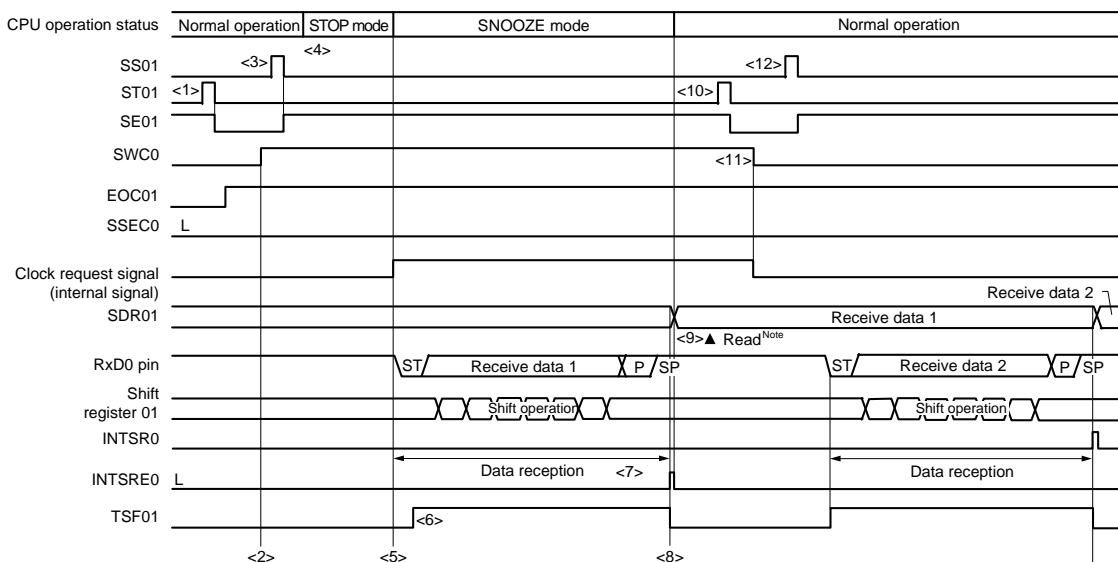 CPU operation status
Normal operation
STOP mode
SNOOZE mode
Normal operation
<4>
SS01
<3>
<12>
ST01
<1>
<10>
SE01
SWC0
<11>
EOC01
SSEC0
L
Clock request signal
(internal signal)
Receive data 2
SDR01
Receive data 1
<9>▲ Read Note
RxD0 pin
ST
Receive data 1
P
SP
ST
Receive data 2
P
SP
Shift
register 01
Shift operation
Shift operation
INTSR0
Data reception
<7>
Data reception
INTSRE0
L
TSF01
<6>
<2>
<5>
<8>